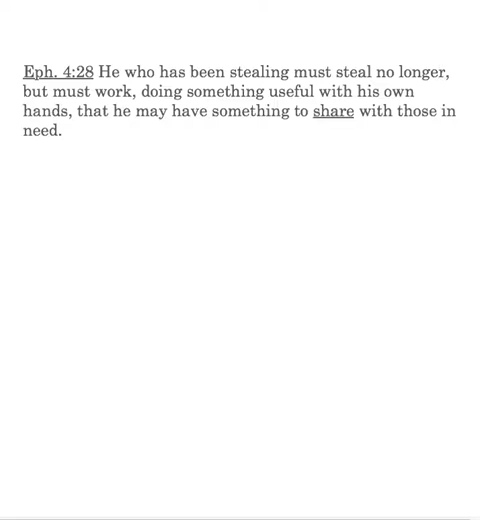 Eph. 4:28 He who has been stealing must steal no longer,
but must work, doing something useful with his own
hands, that he may have something to share with those in
need.